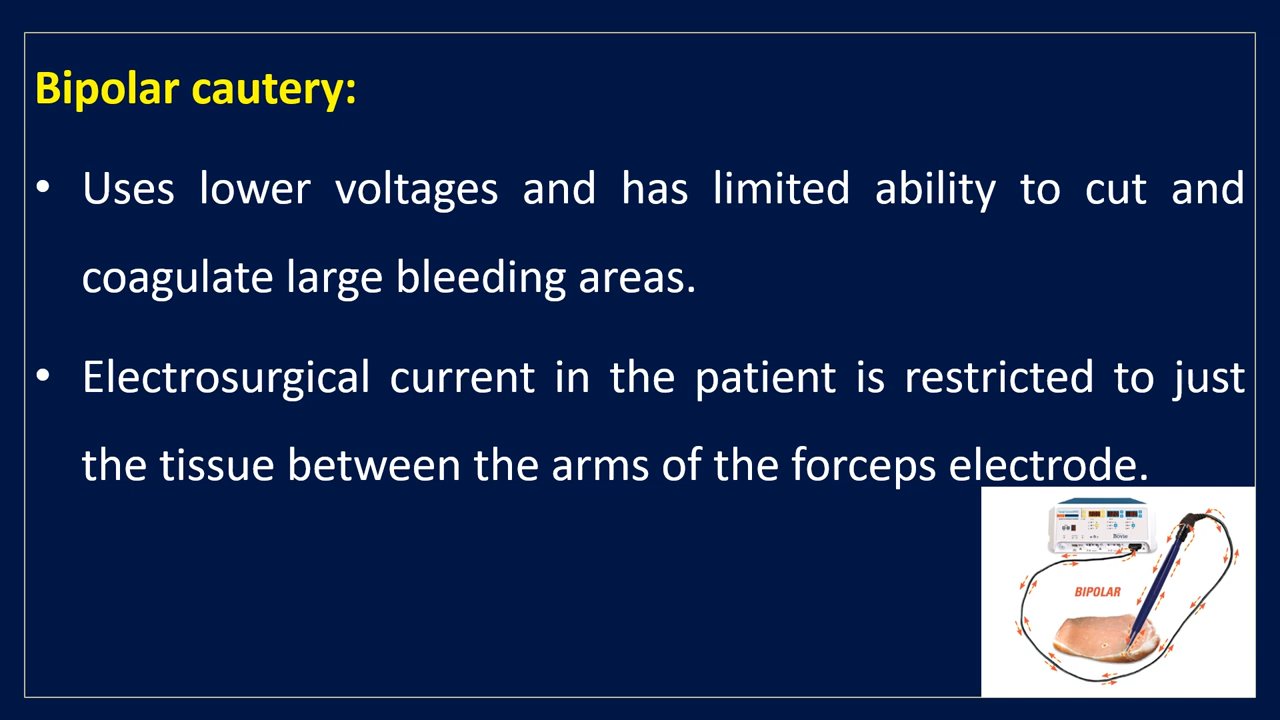 Bipolar cautery:
• Uses lower voltages and has limited ability to cut and
coagulate large bleeding areas.
• Electrosurgical current in the patient is restricted to just
the tissue between the arms of the forceps electrode.
Bovie
BIPOLAR